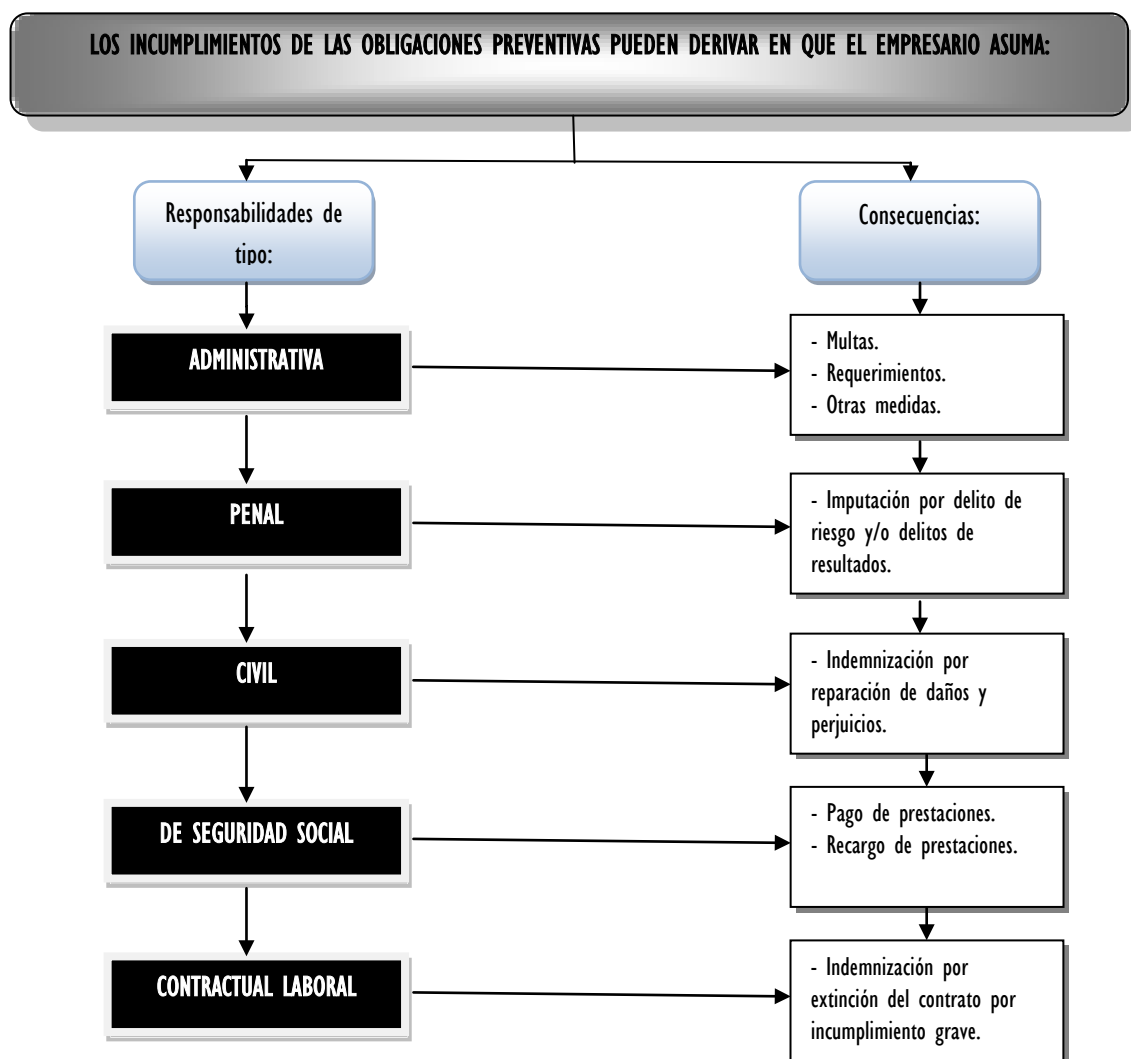 LOS INCUMPLIMIENTOS DE LAS OBLIGACIONES PREVENTIVAS PUEDEN DERIVAR EN QUE EL EMPRESARIO ASUMA:
Responsabilidades de
tipo:
Consecuencias:
ADMINISTRATIVA
- Multas.
- Requerimientos.
- Otras medidas.
PENAL
- Imputación por delito de
riesgo y/o delitos de
resultados.
CIVIL
- Indemnización por
reparación de daños y
perjuicios.
DE SEGURIDAD SOCIAL
- Pago de prestaciones.
- Recargo de prestaciones.
CONTRACTUAL LABORAL
- Indemnización por
extinción del contrato por
incumplimiento grave.